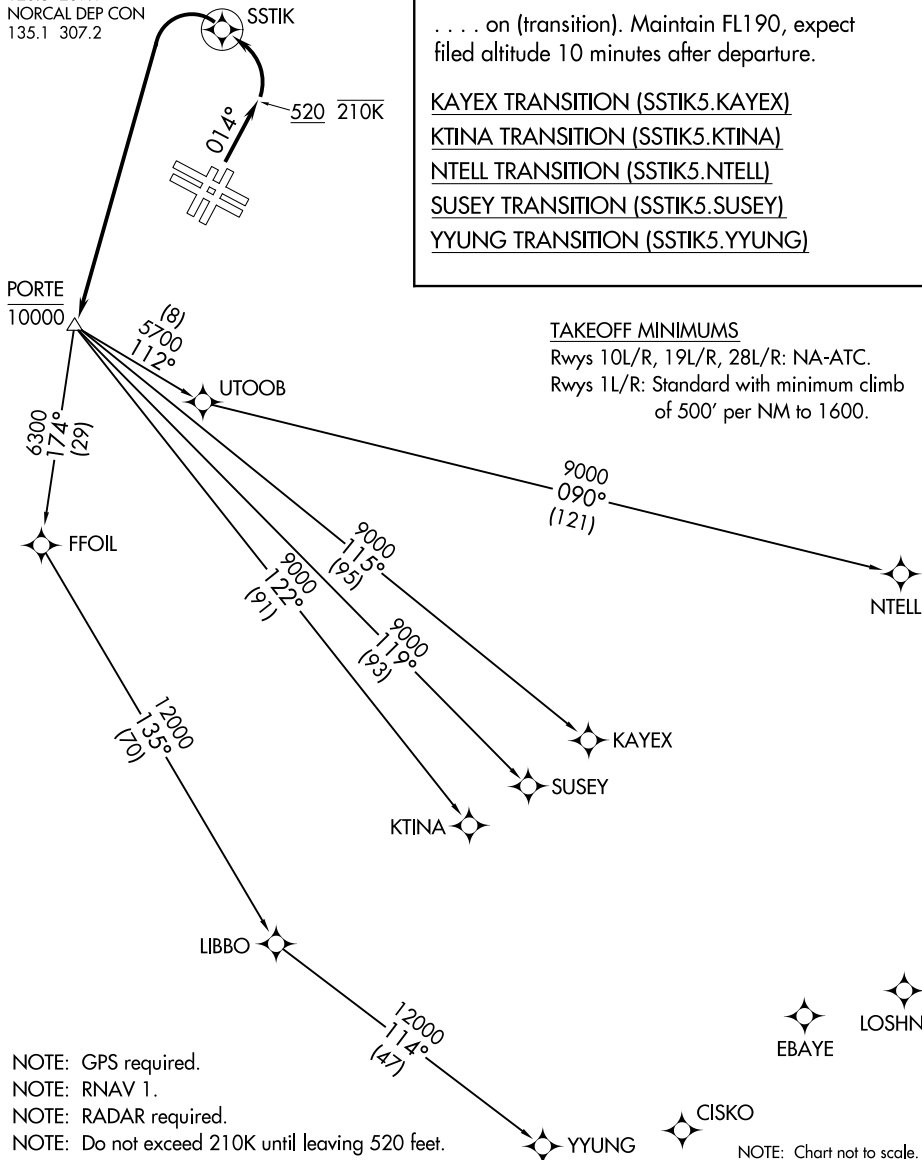 NORCAL DEP CON
135.1 307.2
SSTIK
520 210K
014°
. . . . on (transition). Maintain FL190, expect
filed altitude 10 minutes after departure.
KAYEX TRANSITION (SSTIK5.KAYEX)
KTINA TRANSITION (SSTIK5.KTINA)
NTELL TRANSITION (SSTIK5.NTELL)
SUSEY TRANSITION (SSTIK5.SUSEY)
YYUNG TRANSITION (SSTIK5.YYUNG)
PORTE
10000
(8)
5700
112°
UTOOB
TAKEOFF MINIMUMS
Rwys 10L/R, 19L/R, 28L/R: NA-ATC.
Rwys 1L/R: Standard with minimum climb
of 500' per NM to 1600.
6300
174°
(29)
9000
090°
(121)
FFOIL
9000
115°
(95)
9000
122°
(91)
NTELL
9000
119°
(93)
12000
135°
(70)
KAYEX
SUSEY
KTINA
LIBBO
12000
114°
(47)
LOSHN
EBAYE
NOTE: GPS required.
NOTE: RNAV 1.
NOTE: RADAR required.
NOTE: Do not exceed 210K until leaving 520 feet.
CISKO
YYUNG
NOTE: Chart not to scale.